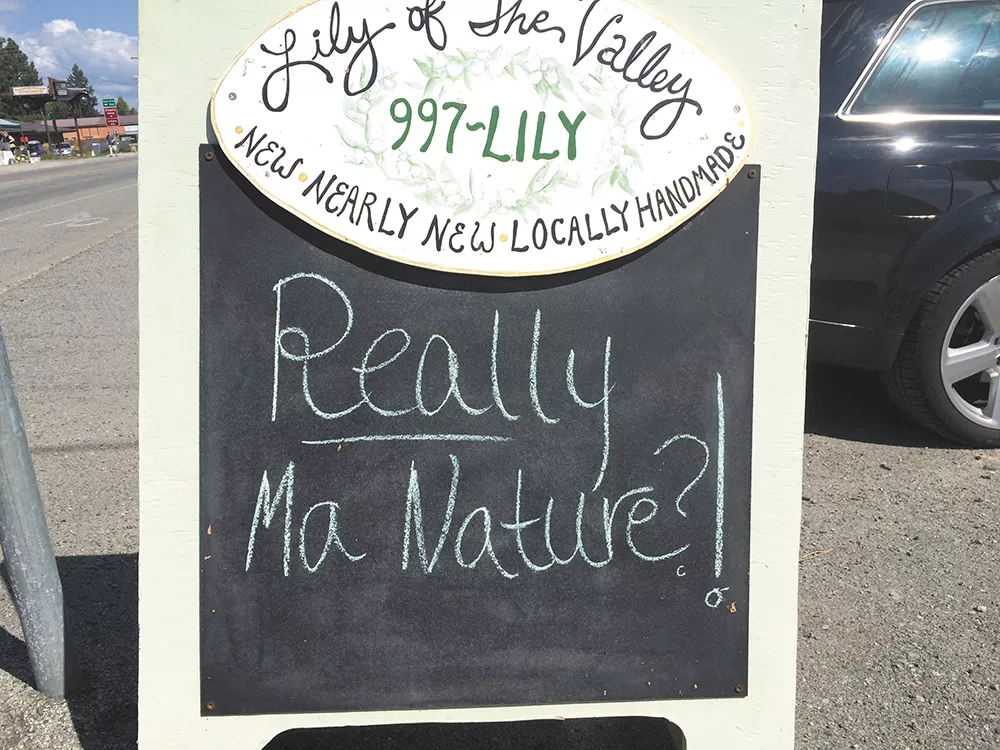 Lily of The Valley
997-LILY
NEW • NEARLY NEW • LOCALLY HANDMADE
Really
Ma Nature?!